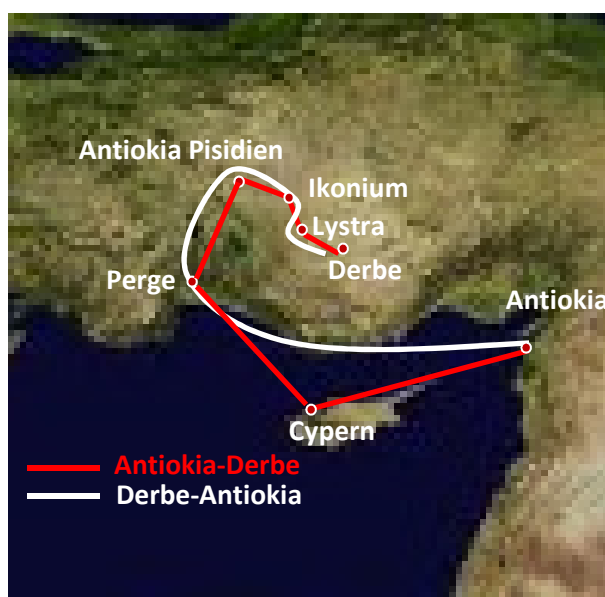 Antiokia Pisidien
Ikonium
Lystra
Derbe
Perge
Antiokia
Cypern
Antiokia-Derbe
Derbe-Antiokia